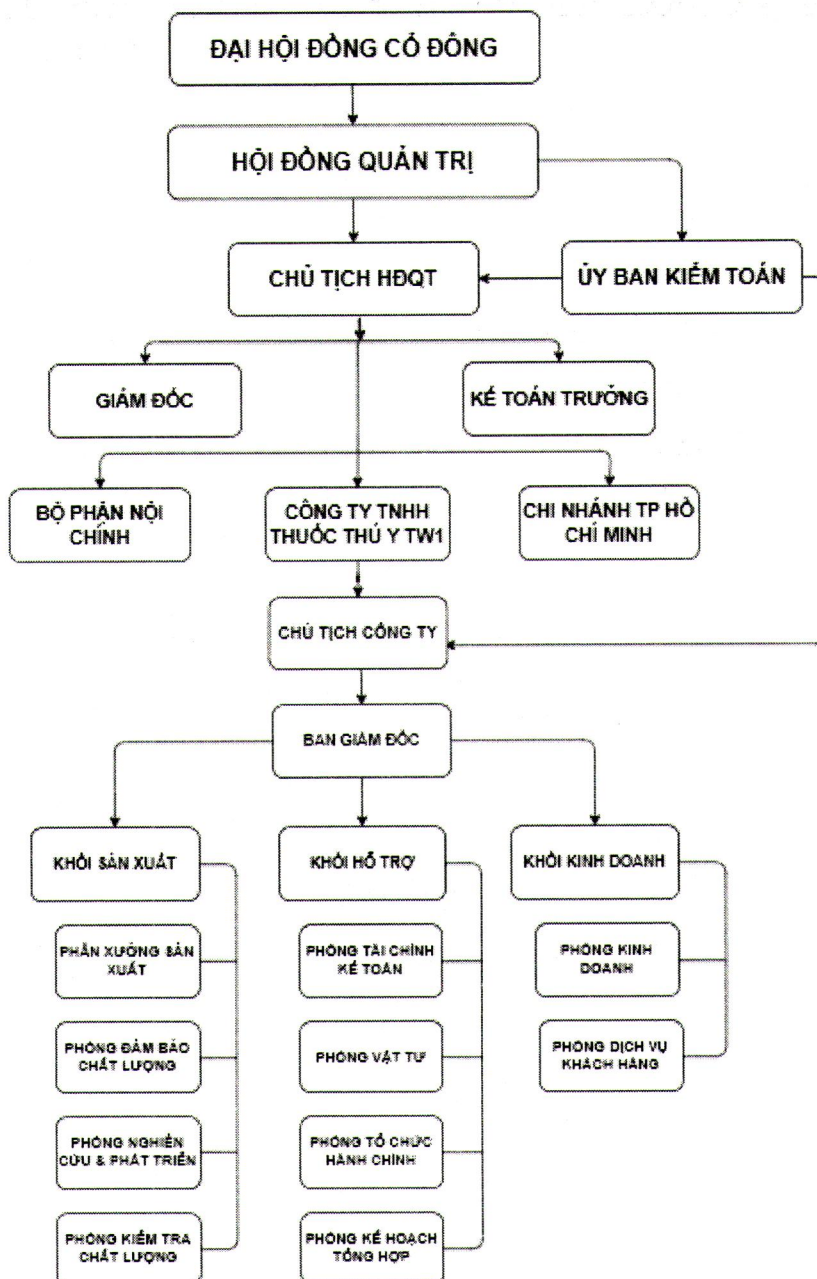 ĐẠI HỘI ĐỒNG CỔ ĐÔNG
HỘI ĐỒNG QUẢN TRỊ
CHỦ TỊCH HĐQT
ỦY BAN KIỂM TOÁN
GIÁM ĐỐC
KẾ TOÁN TRƯỞNG
BỘ PHẬN NỘI
CHÍNH
CÔNG TY TNHH
THUỐC THÚ Y TW1
CHI NHÁNH TP HỒ
CHÍ MINH
CHỦ TỊCH CÔNG TY
BAN GIÁM ĐỐC
KHỐI SẢN XUẤT
KHỐI HỖ TRỢ
KHỐI KINH DOANH
PHÂN XƯỞNG SẢN
XUẤT
PHÒNG TÀI CHÍNH
KẾ TOÁN
PHÒNG KINH
DOANH
PHÒNG ĐẢM BẢO
CHẤT LƯỢNG
PHÒNG VẬT TƯ
PHÒNG DỊCH VỤ
KHÁCH HÀNG
PHÒNG NGHIÊN
CỨU & PHÁT TRIỂN
PHÒNG TỔ CHỨC
HÀNH CHÍNH
PHÒNG KIỂM TRA
CHẤT LƯỢNG
PHÒNG KẾ HOẠCH
TỔNG HỢP